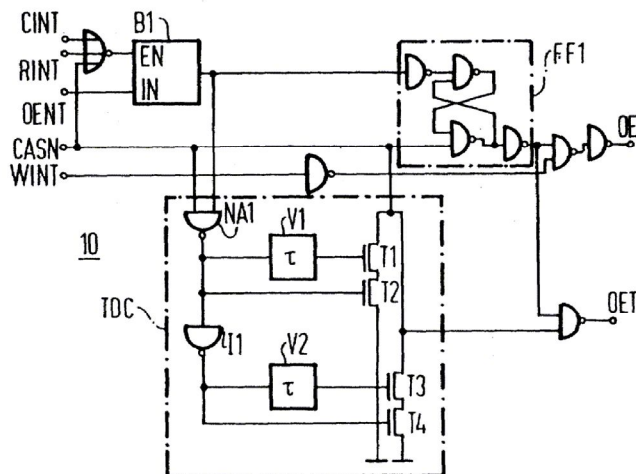 CINT
B1
RINT
EN
IN
FF1
OENT
CASN
WINT
OE
NA1
V1
10
τ
T1
T2
OET
TDC
I1
V2
τ
T3
T4